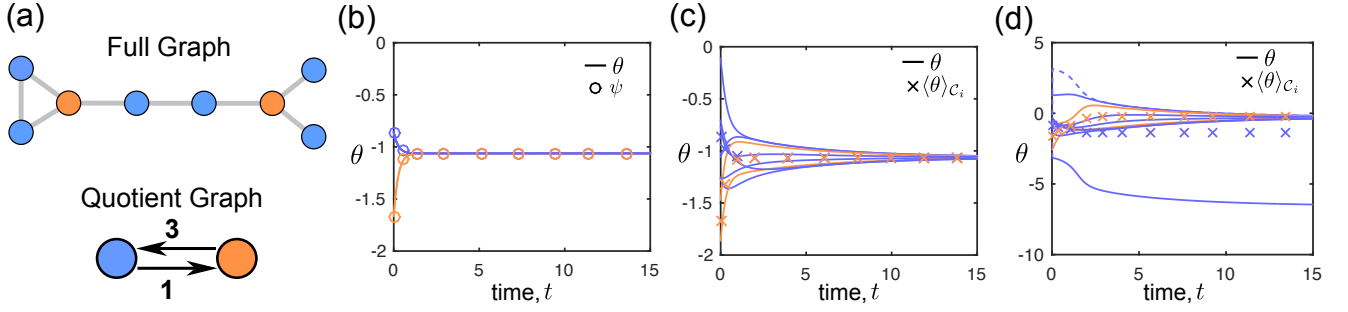 (a)
Full Graph
Quotient Graph
3
1
(b)
0
-0.5
-1
-1.5
-2
θ
θ
ψ
0
5
10
15
time, t
(c)
0
-0.5
-1
-1.5
-2
θ
θ
⟨θ⟩𝒞ᵢ
0
5
10
15
time, t
(d)
5
0
-5
-10
θ
θ
⟨θ⟩𝒞ᵢ
0
5
10
15
time, t